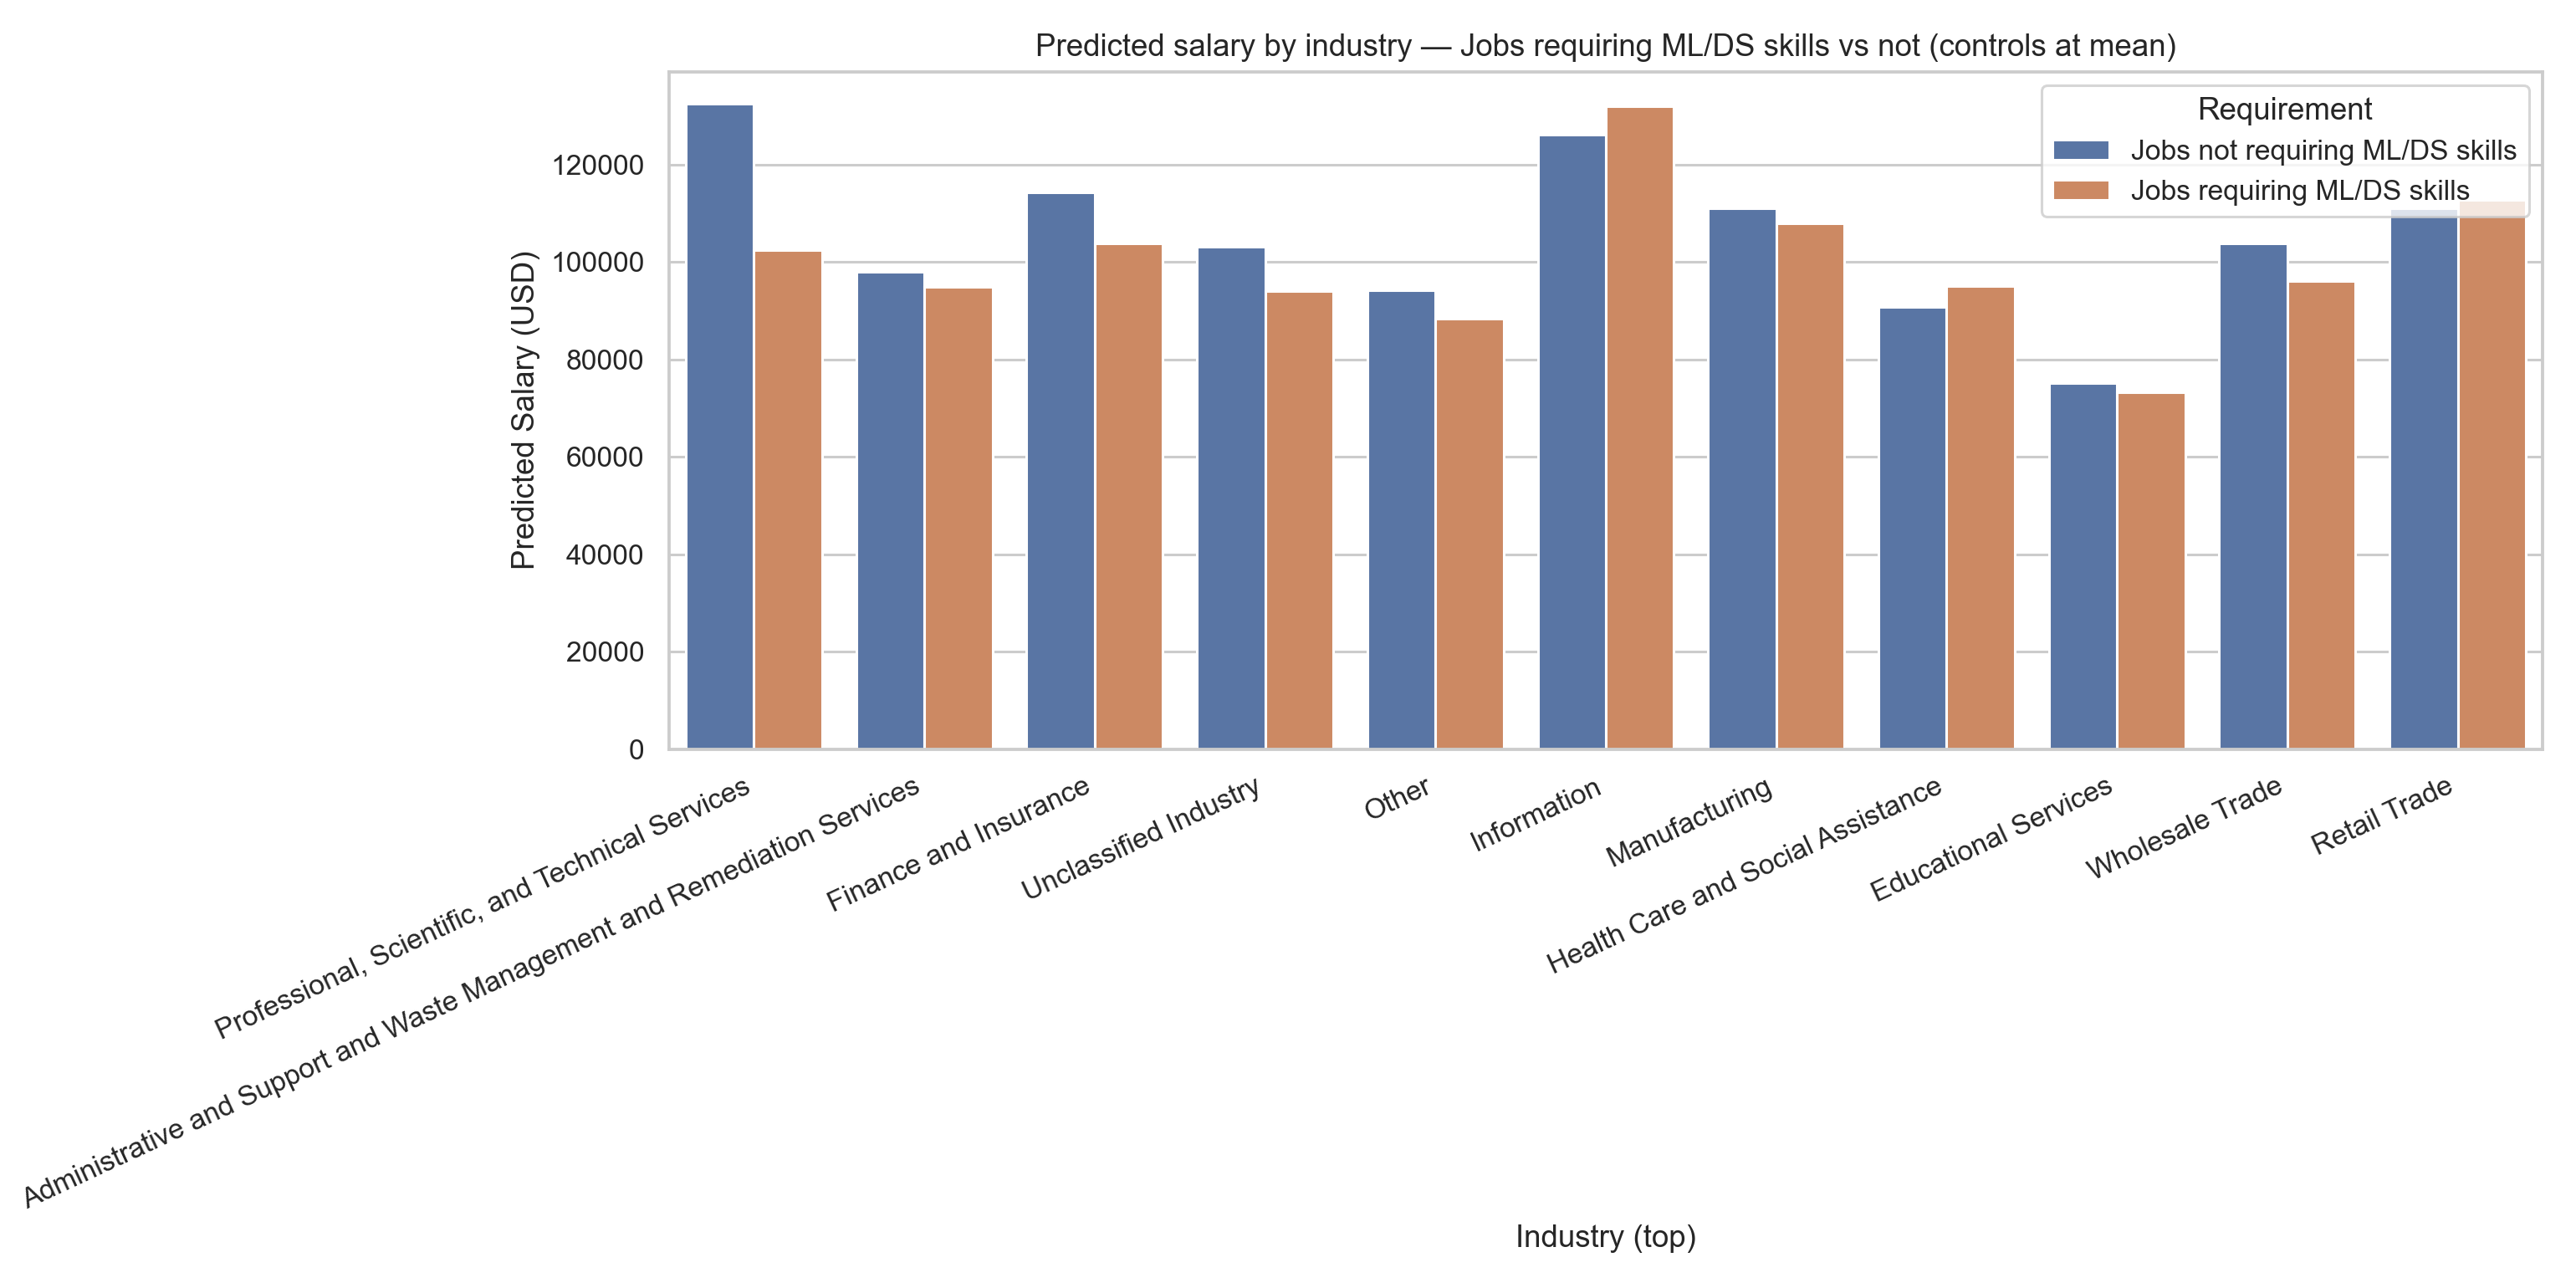 Predicted salary by industry — Jobs requiring ML/DS skills vs not (controls at mean)
Requirement
Jobs not requiring ML/DS skills
Jobs requiring ML/DS skills
Predicted Salary (USD)
120000
100000
80000
60000
40000
20000
0
Professional, Scientific, and Technical Services
Administrative and Support and Waste Management and Remediation Services
Finance and Insurance
Unclassified Industry
Other
Information
Manufacturing
Health Care and Social Assistance
Educational Services
Wholesale Trade
Retail Trade
Industry (top)